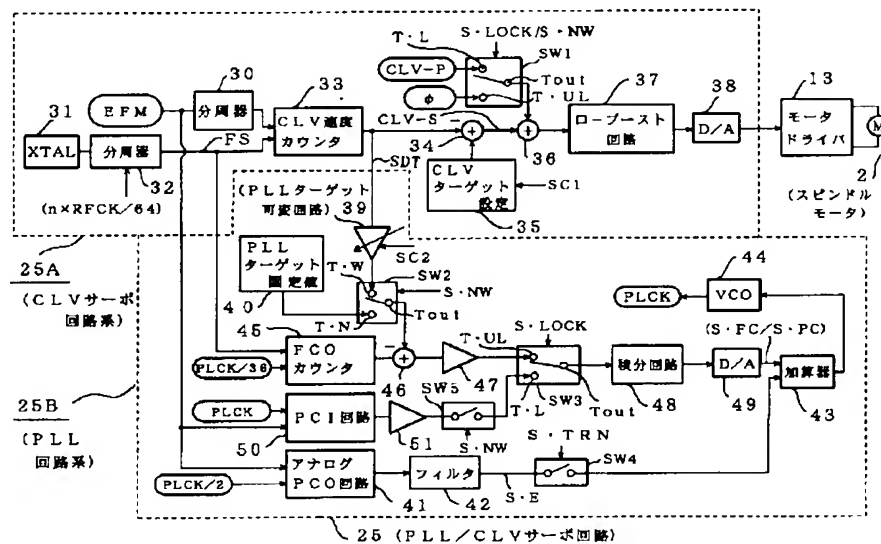 S・LOCK/S・NW
T・L
SW1
CLV-P
Tout
φ
T・UL
30
33
37
38
13
EFM
分周器
31
CLV速度
カウンタ
CLV-S
ローブースト
回路
D/A
モータ
ドライバ
M
XTAL
分周器
FS
34
36
2
32
SDT
CLV
ターゲット
設定
SC1
(スピンドル
モータ)
(n×RFCK/64)
(PLLターゲット
可変回路)
39
35
25A
(CLVサーボ
回路系)
PLL
ターゲット
固定値
SC2
T・W
SW2
S・NW
40
Tout
T・N
44
PLCK
VCO
45
FCO
カウンタ
PLCK/36
46
47
T・UL
S・LOCK
(S・FC/S・PC)
積分回路
D/A
加算器
T・L
SW3
Tout
48
49
43
25B
(PLL
回路系)
PLCK
PCI回路
50
51
SW5
S・NW
S・TRN
アナログ
PCO回路
PLCK/2
41
フィルタ
42
S・E
SW4
25 (PLL/CLVサーボ回路)